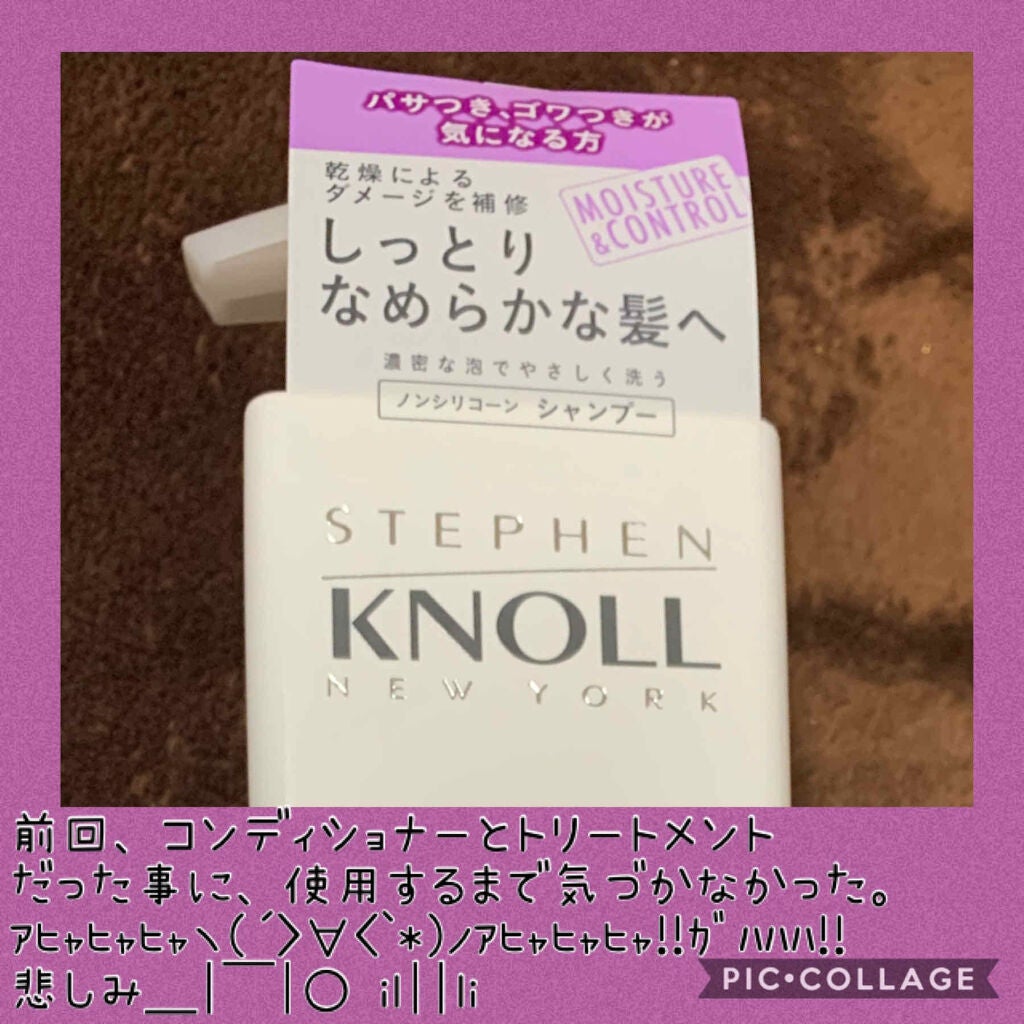 パサつき、ゴワつきが
気になる方
乾燥による
ダメージを補修
MOISTURE
&CONTROL
しっとり
なめらかな髪へ
濃密な泡でやさしく洗う
ノンシリコーン シャンプー
STEPHEN
KNOLL
NEW YORK
前回、コンディショナーとトリートメント
だった事に、使用するまで気づかなかった。
ｱﾋｬﾋｬﾋｬヽ(´>∀<`*)ﾉｱﾋｬﾋｬﾋｬ!!ｶﾞﾊﾊﾊ!!
悲しみ__|￣|○ il||li
PIC•COLLAGE